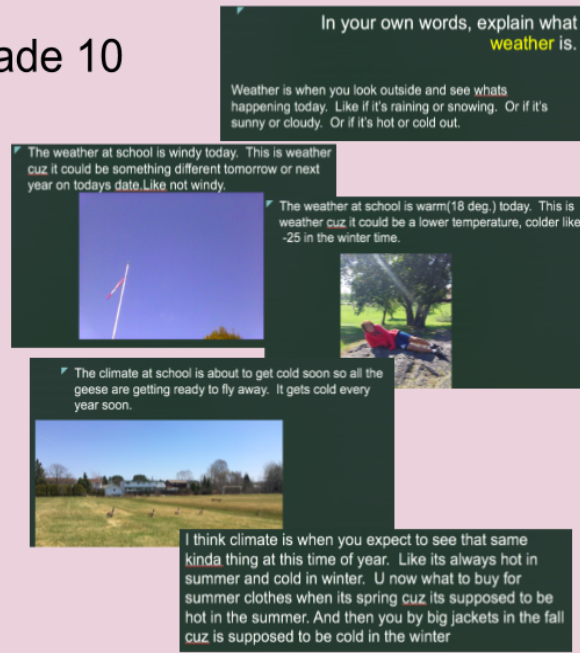 ade 10
In your own words, explain what
weather is.
Weather is when you look outside and see whats
happening today. Like if it's raining or snowing. Or if it's
sunny or cloudy. Or if it's hot or cold out.
The weather at school is windy today. This is weather
cuz it could be something different tomorrow or next
year on todays date.Like not windy.
The weather at school is warm(18 deg.) today. This is
weather cuz it could be a lower temperature, colder like
-25 in the winter time.
The climate at school is about to get cold soon so all the
geese are getting ready to fly away. It gets cold every
year soon.
I think climate is when you expect to see that same
kinda thing at this time of year. Like its always hot in
summer and cold in winter. U now what to buy for
summer clothes when its spring cuz its supposed to be
hot in the summer. And then you by big jackets in the fall
cuz is supposed to be cold in the winter